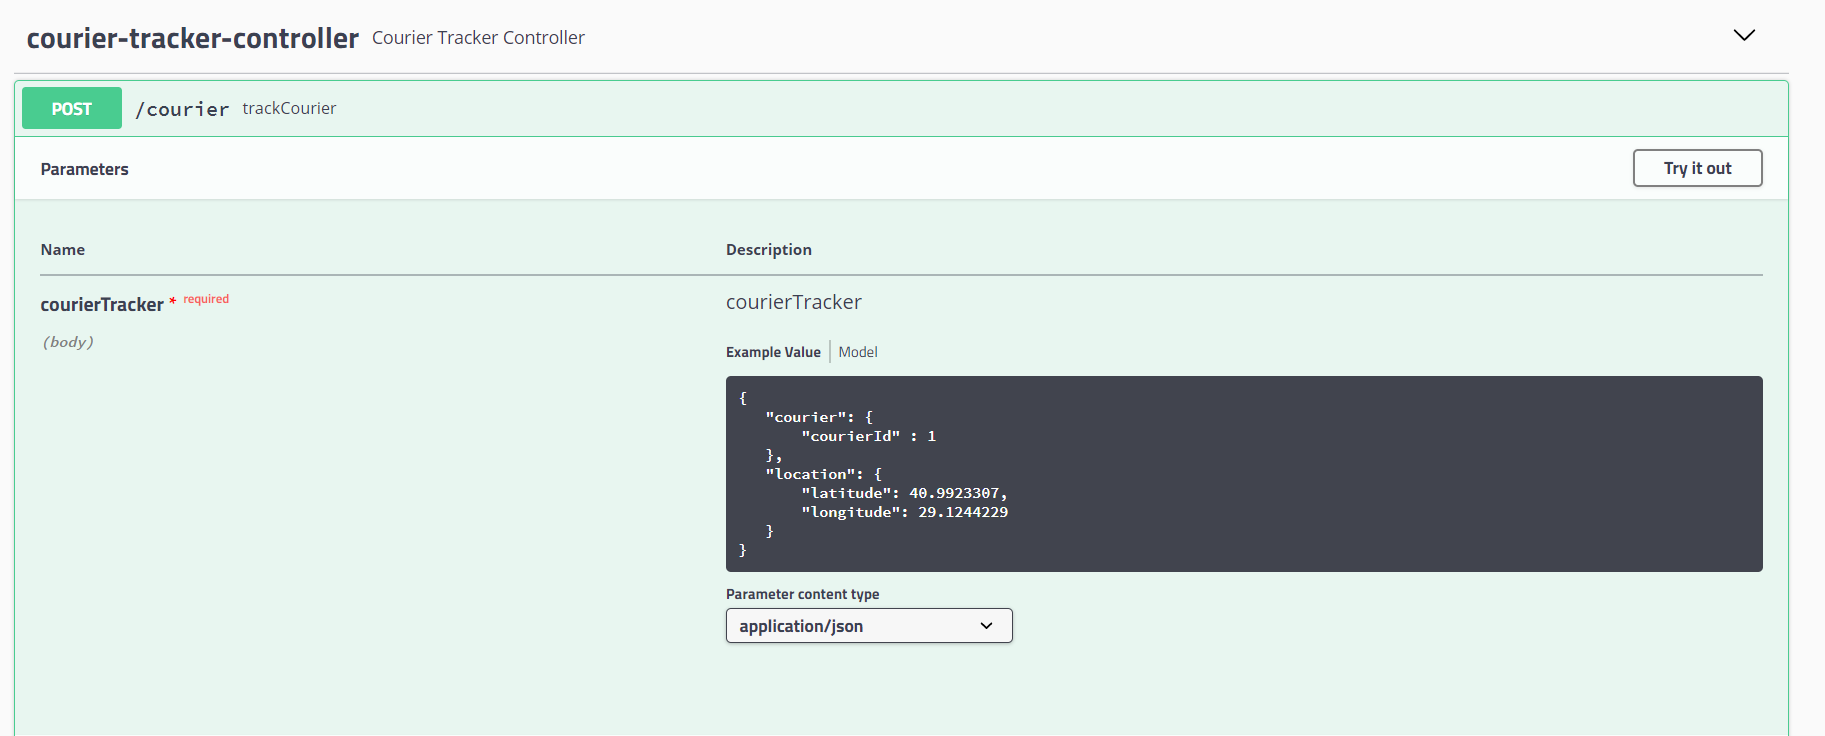 courier-tracker-controller Courier Tracker Controller
POST /courier trackCourier
Parameters Try it out
Name Description
courierTracker * required courierTracker
(body)
Example Value Model
{
"courier": {
"courierId" : 1
},
"location": {
"latitude": 40.9923307,
"longitude": 29.1244229
}
}
Parameter content type
application/json